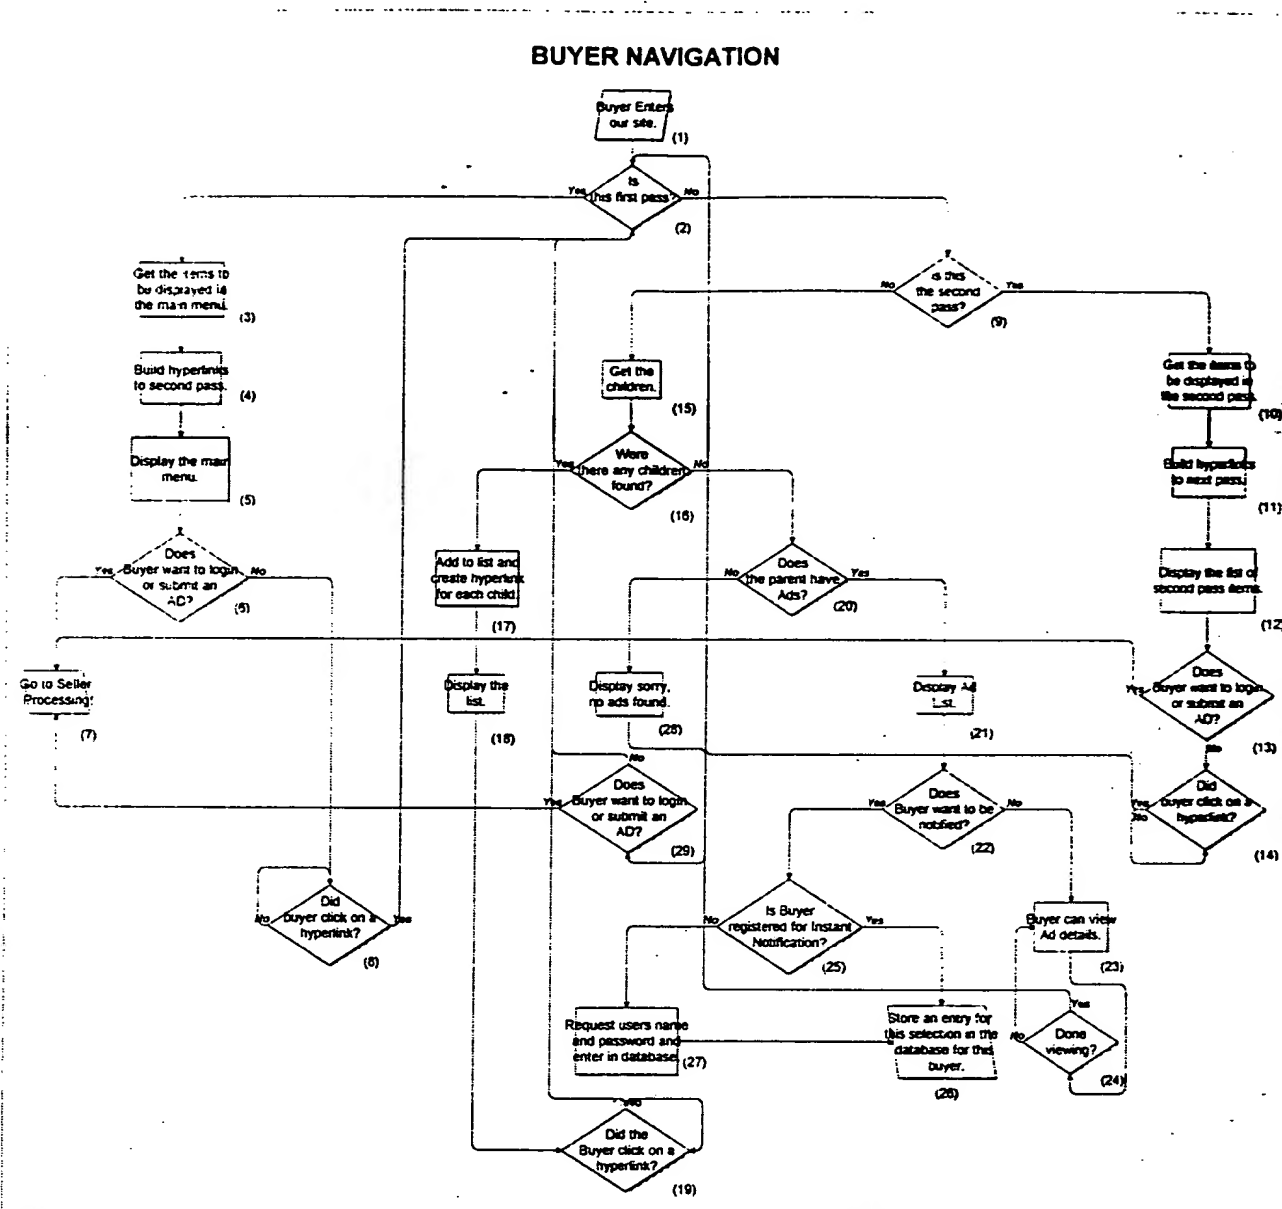 BUYER NAVIGATION
Buyer Enters
our site.
(1)
Is
this first pass?
Yes
No
(2)
Get the items to
be displayed in
the main menu.
(3)
Build hyperlinks
to second pass.
(4)
Display the main
menu.
(5)
Does
Buyer want to login
or submit an
AD?
Yes
No
(6)
Go to Seller
Processing.
(7)
Did
buyer click on a
hyperlink?
No
Yes
(8)
Is this
the second
pass?
No
Yes
(9)
Get the items to
be displayed in
the second pass.
(10)
Build hyperlinks
to next pass.
(11)
Display the list of
second pass items.
(12)
Does
Buyer want to login
or submit an
AD?
Yes
No
(13)
Did
buyer click on a
hyperlink?
Yes
No
(14)
Get the
children.
(15)
Were
there any children
found?
Yes
No
(16)
Add to list and
create hyperlink
for each child.
(17)
Display the
list.
(18)
Did the
Buyer click on a
hyperlink?
No
(19)
Does
the parent have
Ads?
No
Yes
(20)
Display Ad
List.
(21)
Does
Buyer want to be
notified?
Yes
No
(22)
Buyer can view
Ad details.
(23)
Done
viewing?
Yes
No
(24)
Is Buyer
registered for Instant
Notification?
No
Yes
(25)
Store an entry for
this selection in the
database for this
buyer.
(26)
Request users name
and password and
enter in database.
(27)
Display sorry,
no ads found.
(28)
Does
Buyer want to login
or submit an
AD?
Yes
No
(29)